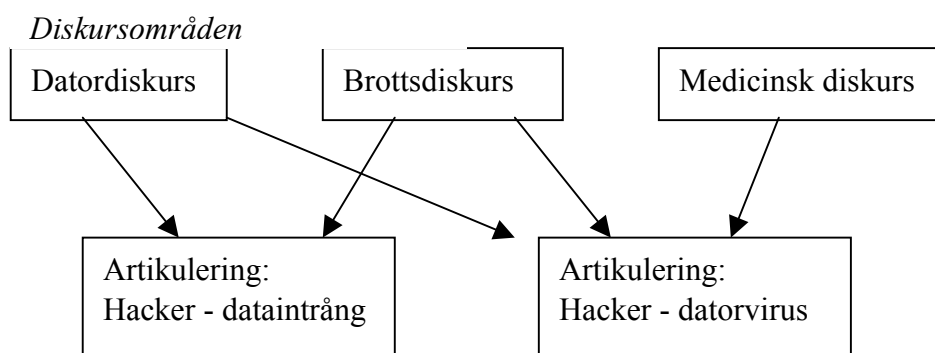 Diskursområden
Datordiskurs
Brottsdiskurs
Medicinsk diskurs
Artikulering:
Hacker - dataintrång
Artikulering:
Hacker - datorvirus